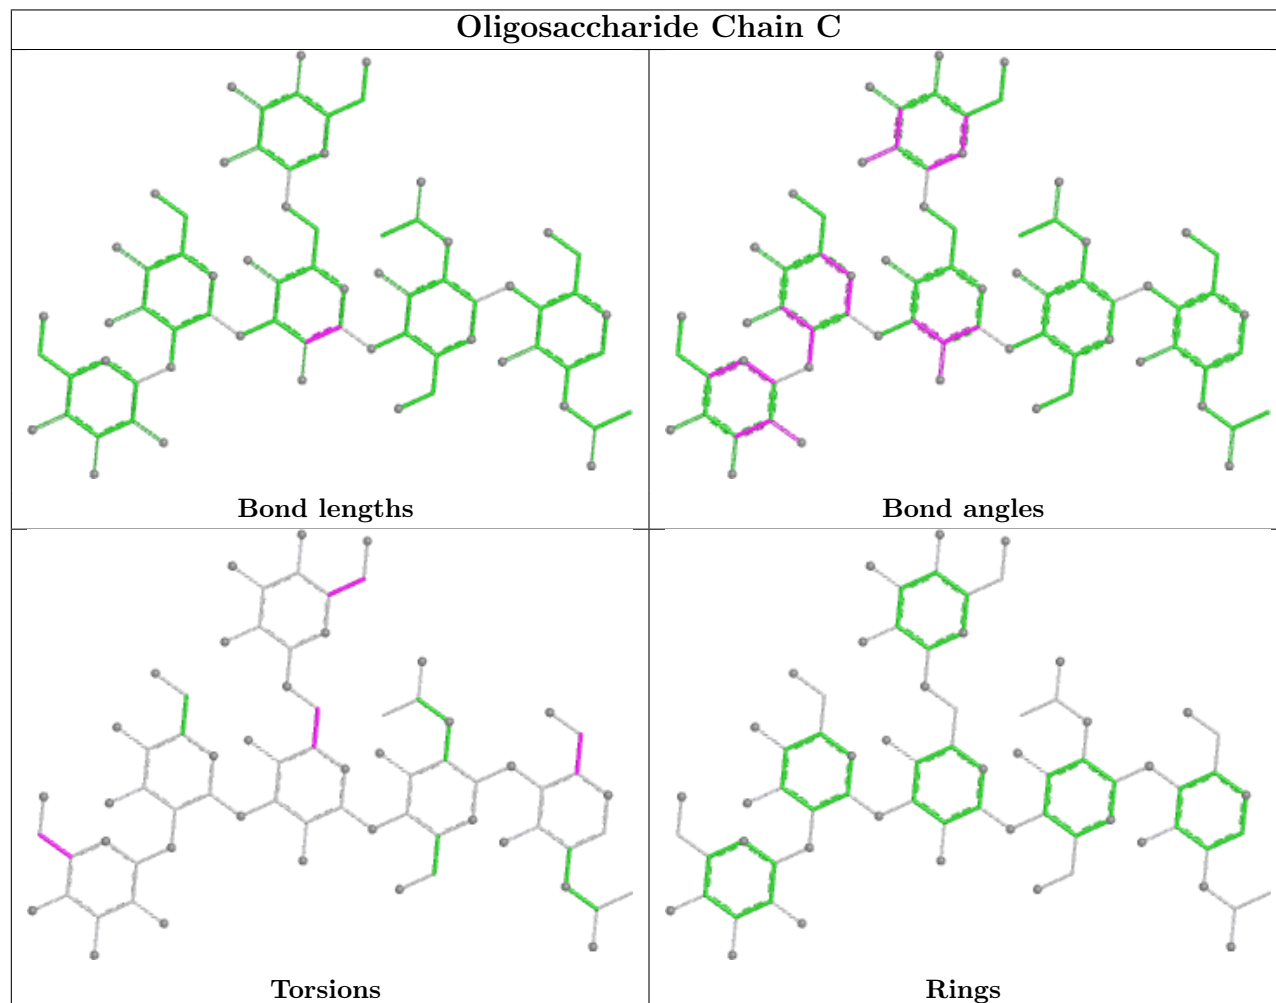 Oligosaccharide Chain C
Bond lengths
Bond angles
Torsions
Rings